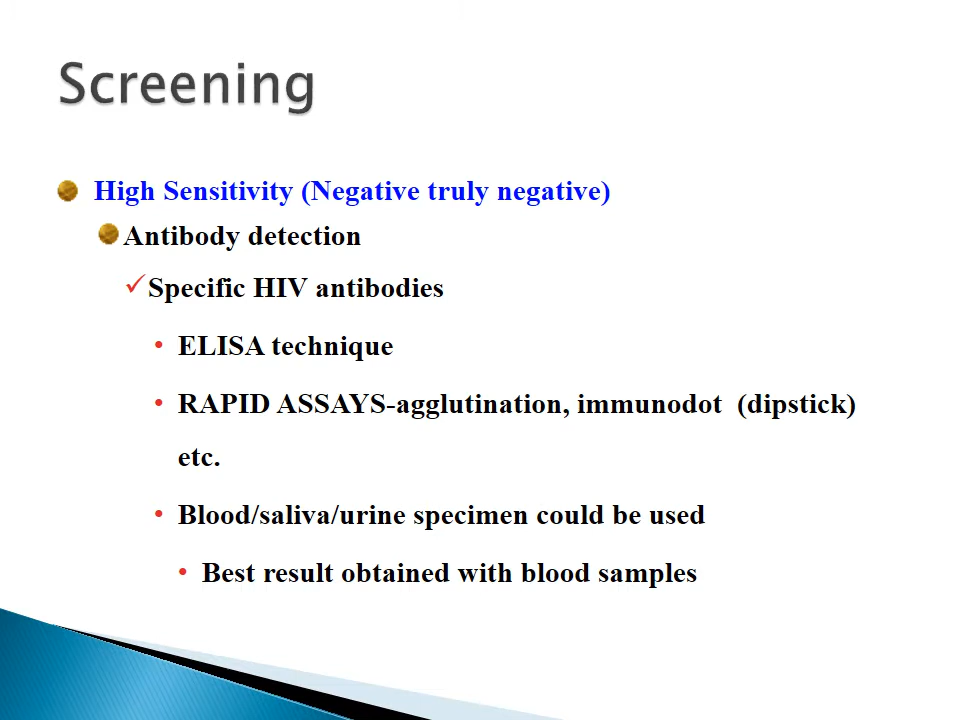 Screening
High Sensitivity (Negative truly negative)
Antibody detection
✓Specific HIV antibodies
• ELISA technique
• RAPID ASSAYS-agglutination, immunodot (dipstick)
etc.
• Blood/saliva/urine specimen could be used
• Best result obtained with blood samples